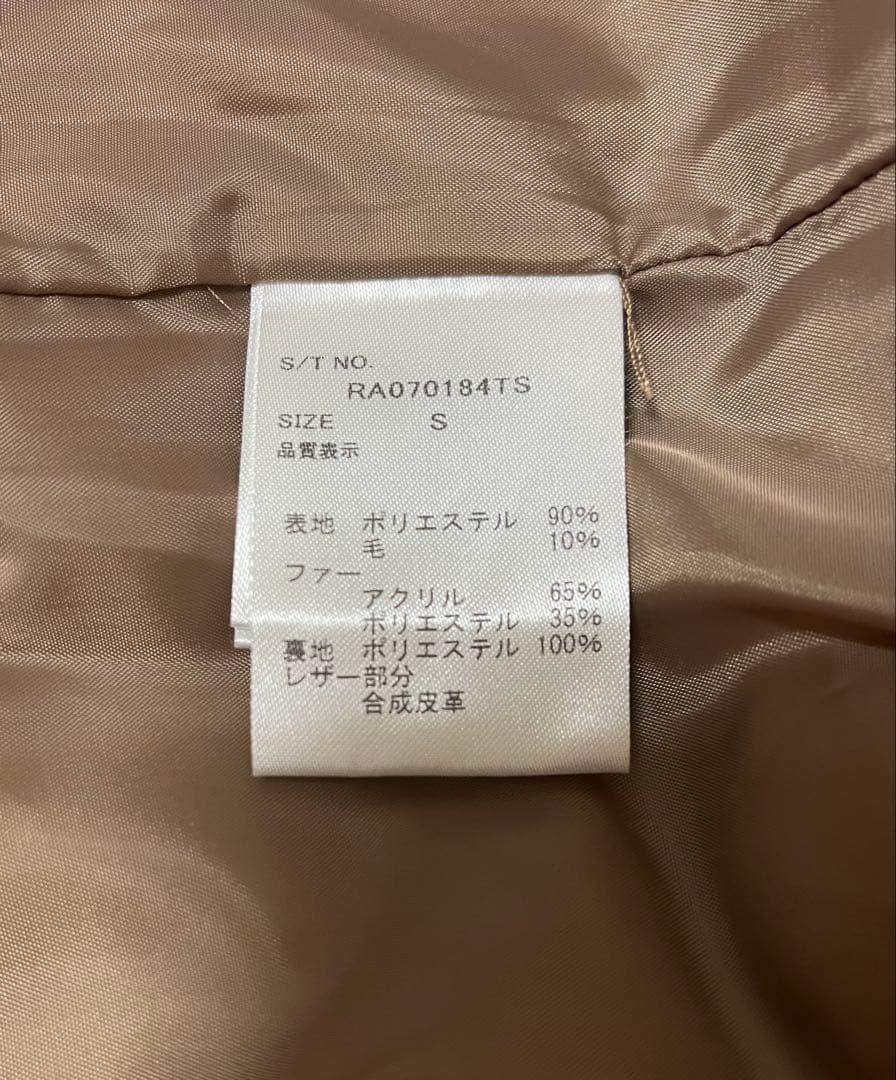 S/T NO.
RA070184TS
SIZE S
品質表示
表地 ポリエステル 90%
毛 10%
ファー
アクリル 65%
ポリエステル 35%
裏地 ポリエステル 100%
レザー部分
合成皮革